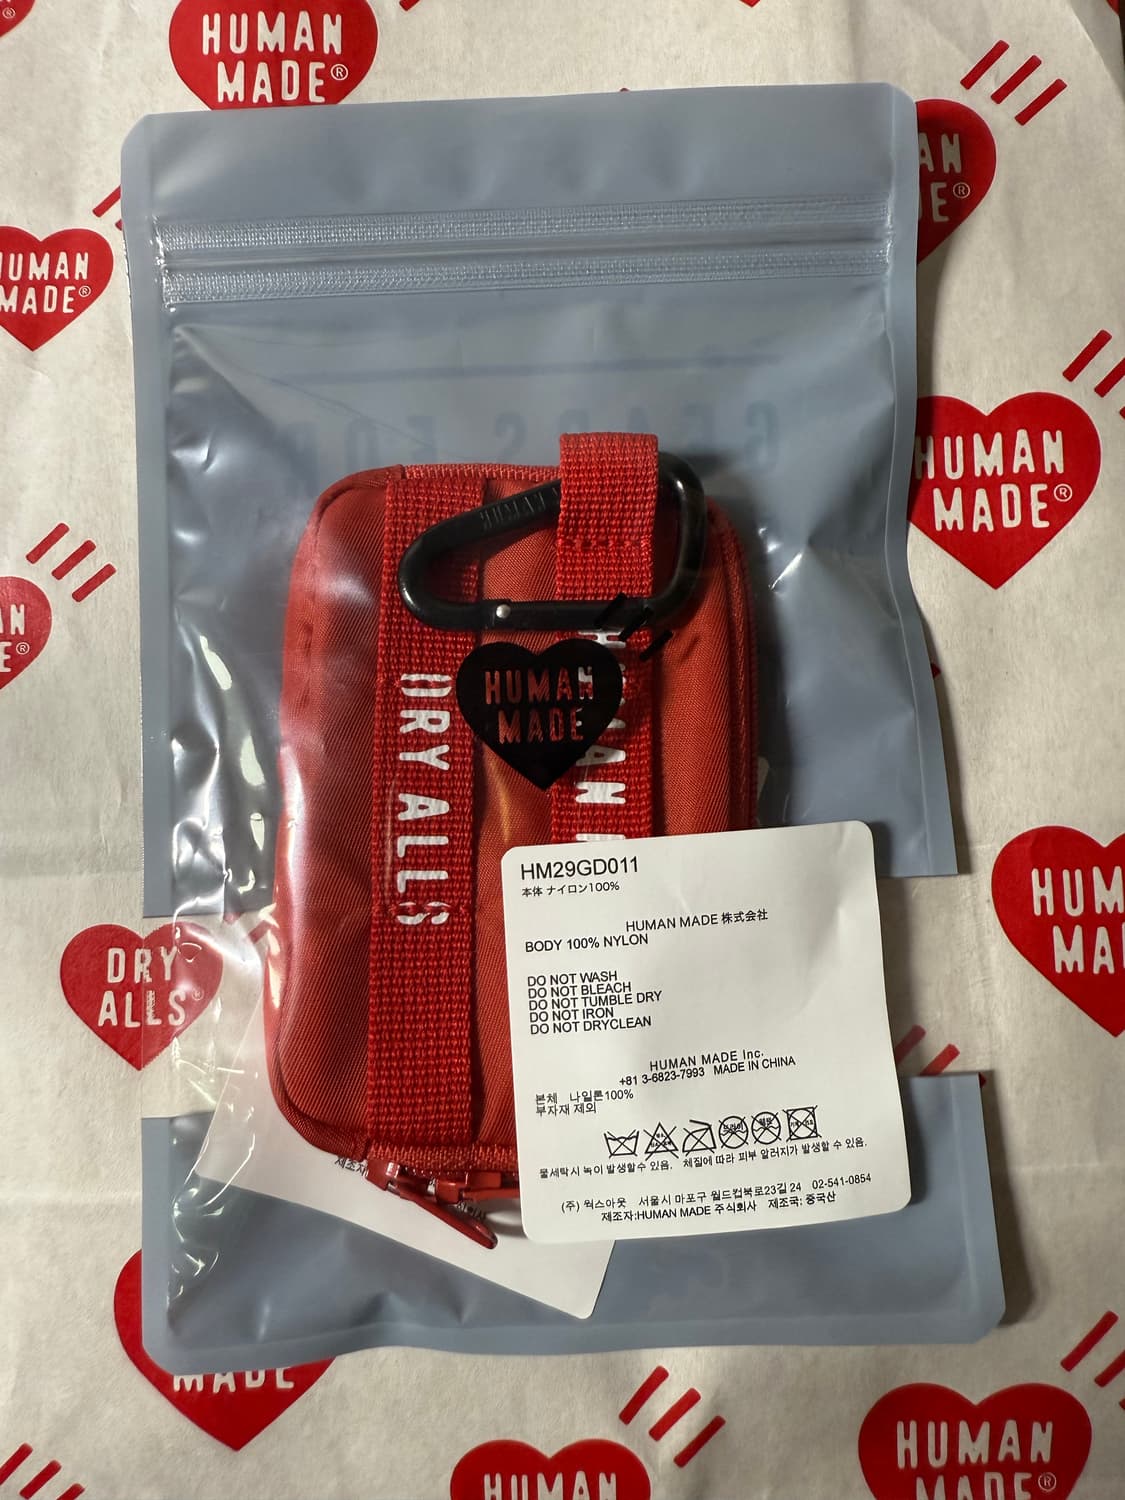 HUMAN
MADE®
AN
E®
HUMAN
MADE®
GEARS FOR
HUMAN
MADE®
AN
E®
DRY ALLS
HUMAN
HUMAN
MADE
HM29GD011
本体 ナイロン100%
HUMAN MADE 株式会社
BODY 100% NYLON
DO NOT WASH
DO NOT BLEACH
DO NOT TUMBLE DRY
DO NOT IRON
DO NOT DRYCLEAN
HUMAN MADE Inc.
+81 3-6823-7993 MADE IN CHINA
본체 나일론100%
부자재 제외
물세탁시 녹이 발생할수 있음. 체질에 따라 피부 알러지가 발생할 수 있음.
(주) 웍스아웃 서울시 마포구 월드컵북로23길 24 02-541-0854
제조자:HUMAN MADE 주식회사 제조국: 중국산
DRY
ALLS®
HUM
MA
MADE
HUMAN
MADE®
HUMAN